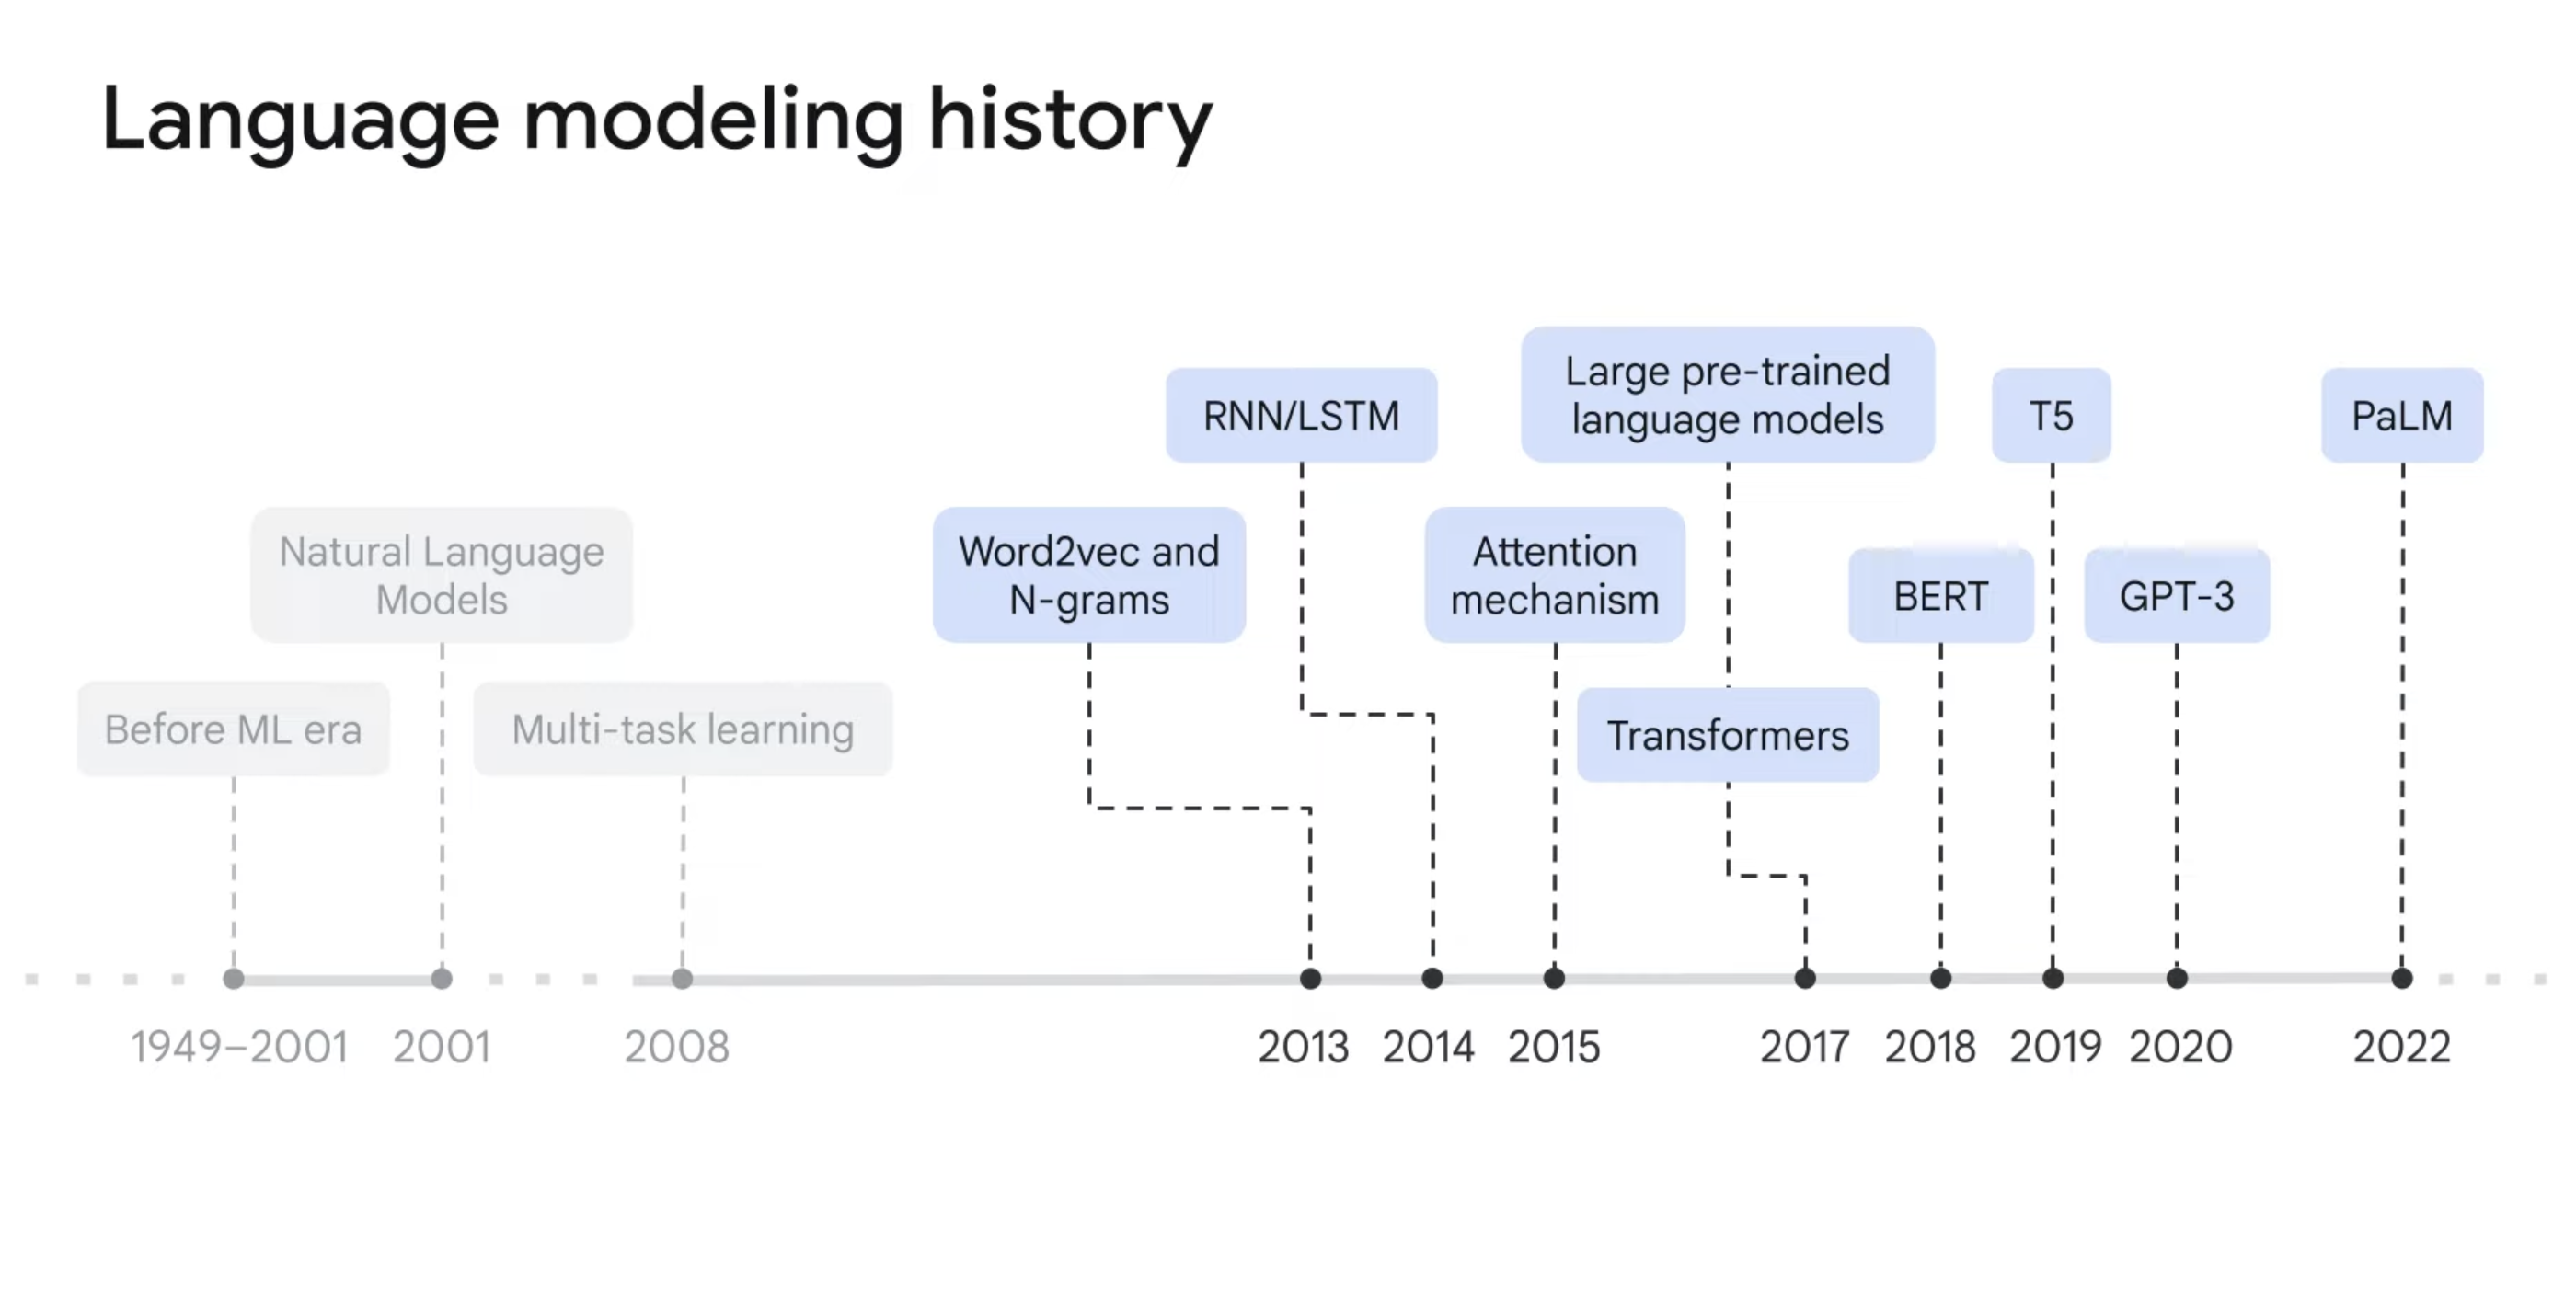 Language modeling history
Large pre-trained
language models
RNN/LSTM
T5
PaLM
Natural Language
Models
Word2vec and
N-grams
Attention
mechanism
BERT
GPT-3
Before ML era
Multi-task learning
Transformers
1949–2001
2001
2008
2013
2014
2015
2017
2018
2019
2020
2022